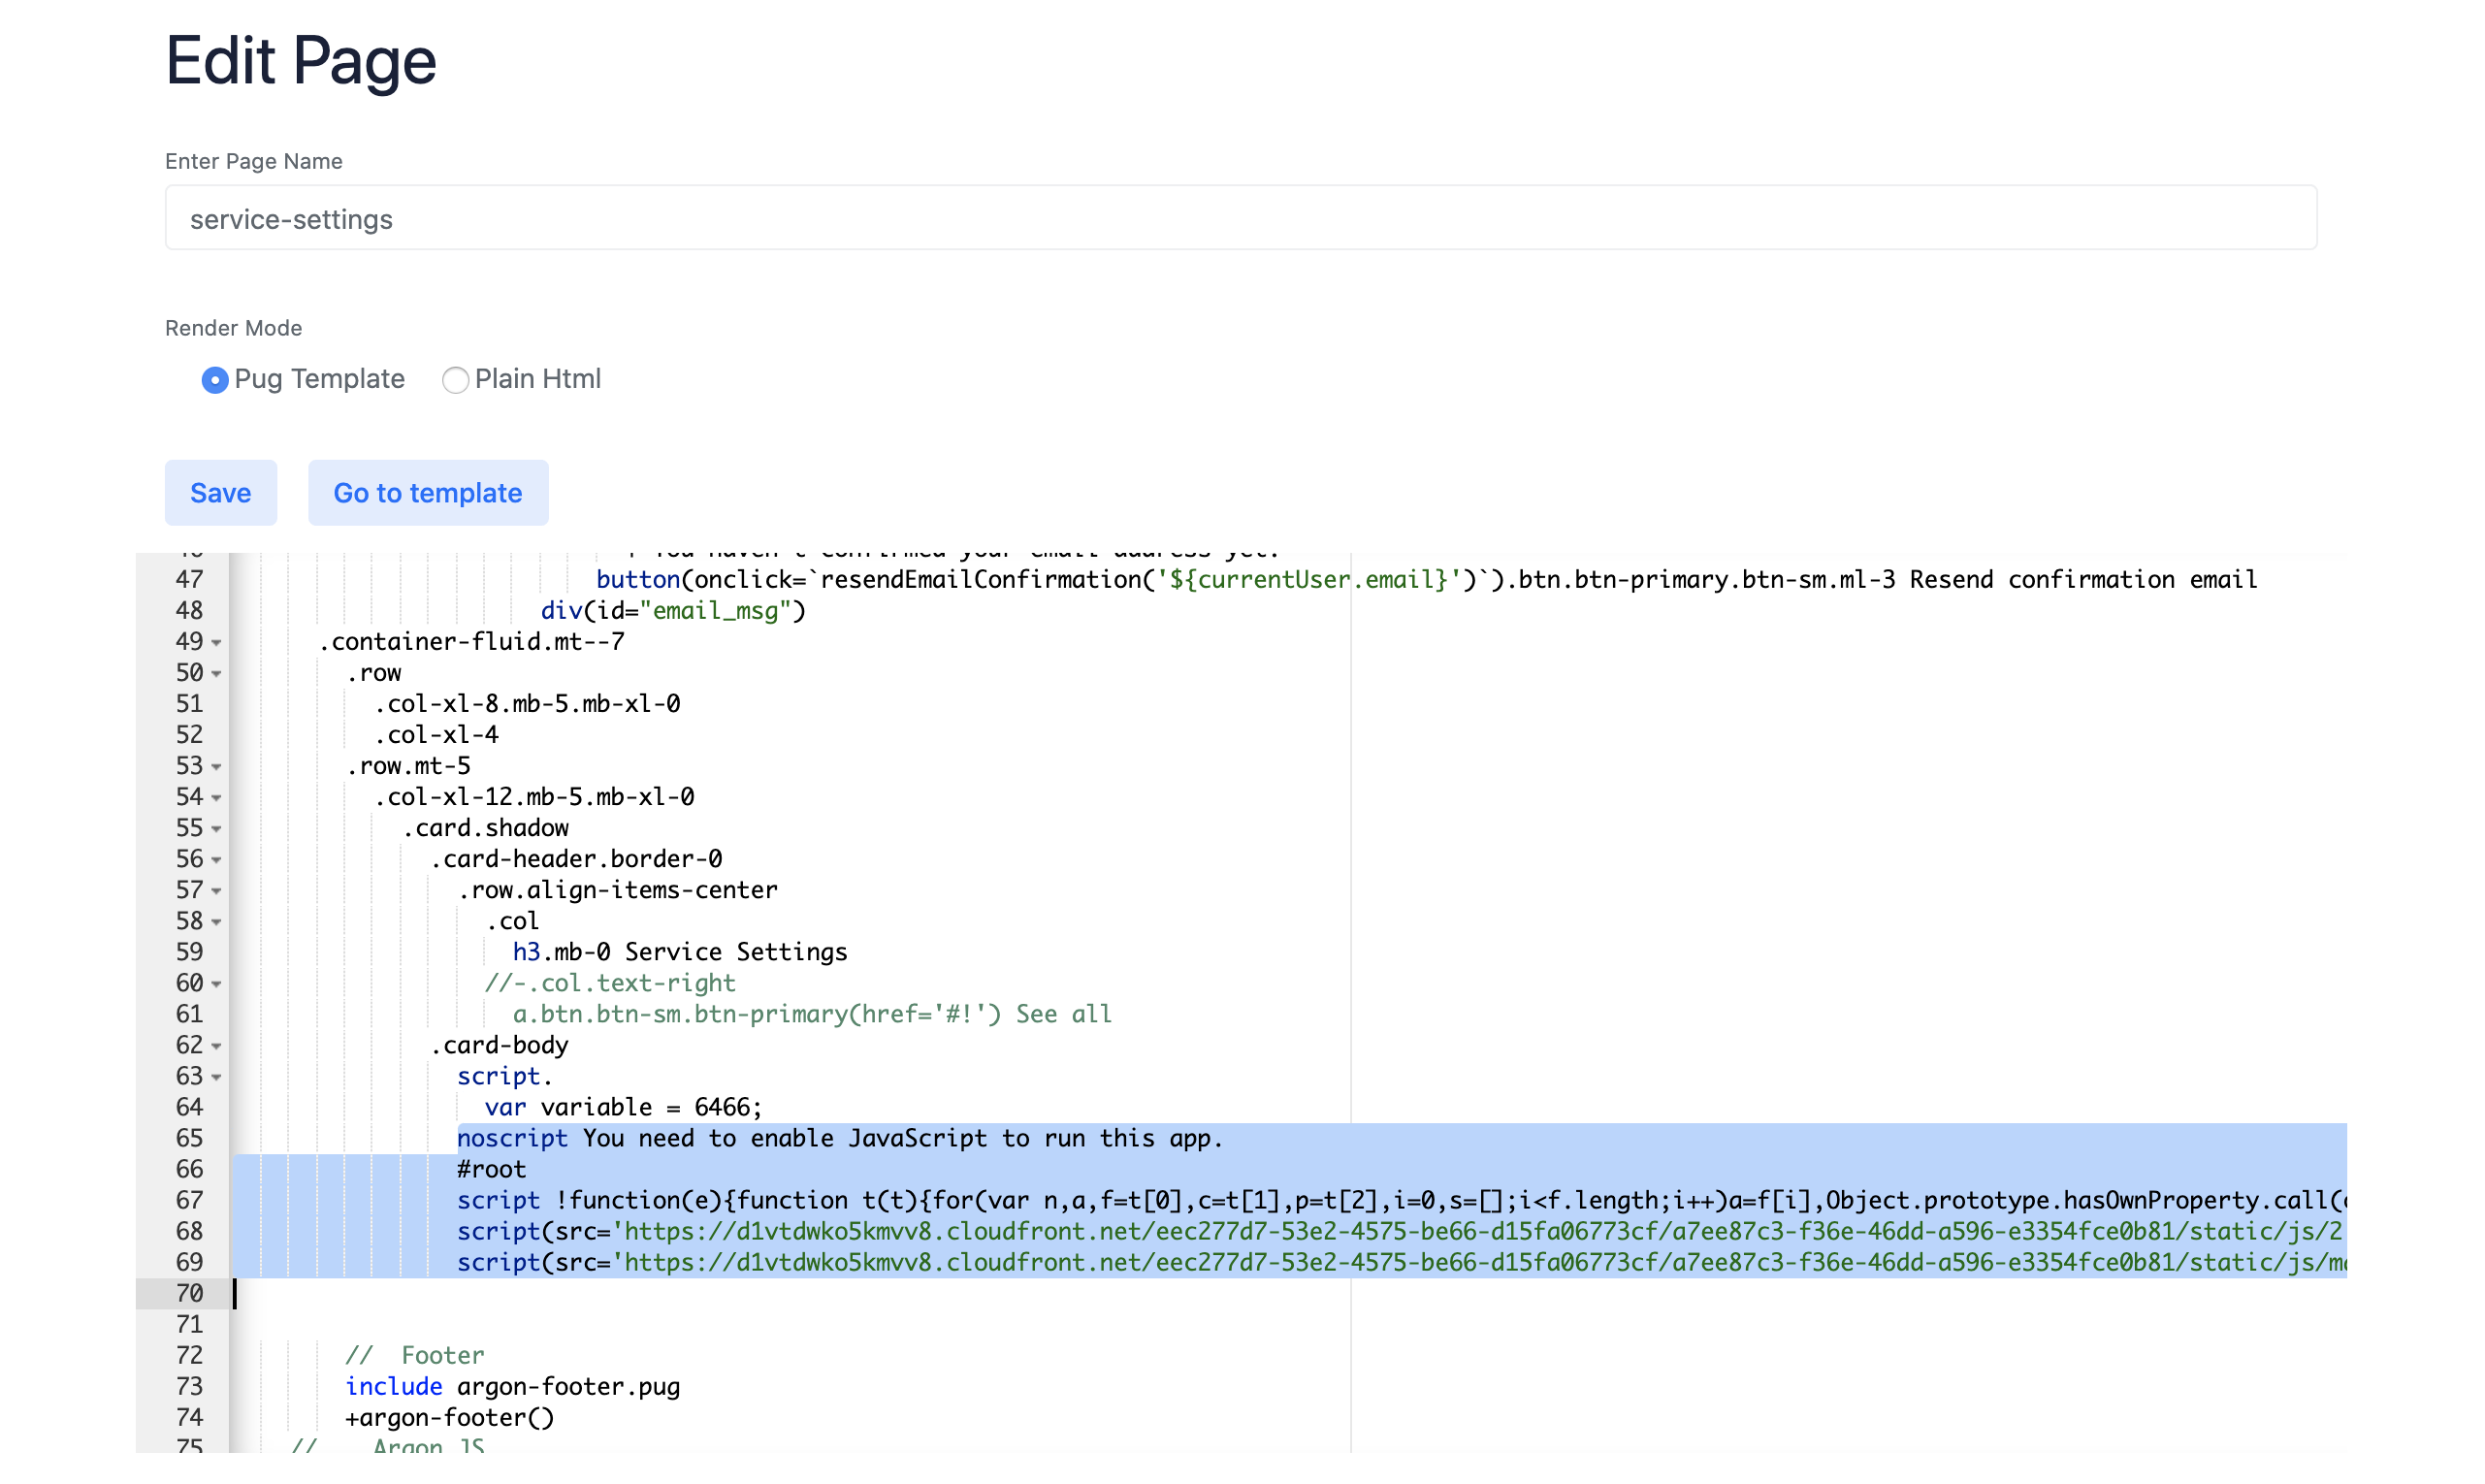 Edit Page
Enter Page Name
service-settings
Render Mode
Pug Template Plain Html
Save Go to template
You haven't confirmed your email address yet.
47 button(onclick=`resendEmailConfirmation('${currentUser.email}')`).btn.btn-primary.btn-sm.ml-3 Resend confirmation email
48 div(id="email_msg")
49 .container-fluid.mt--7
50 .row
51 .col-xl-8.mb-5.mb-xl-0
52 .col-xl-4
53 .row.mt-5
54 .col-xl-12.mb-5.mb-xl-0
55 .card.shadow
56 .card-header.border-0
57 .row.align-items-center
58 .col
59 h3.mb-0 Service Settings
60 //-.col.text-right
61 a.btn.btn-sm.btn-primary(href='#!') See all
62 .card-body
63 script.
64 var variable = 6466;
65 noscript You need to enable JavaScript to run this app.
66 #root
67 script !function(e){function t(t){for(var n,a,f=t[0],c=t[1],p=t[2],i=0,s=[];i<f.length;i++)a=f[i],Object.prototype.hasOwnProperty.call(
68 script(src='https://d1vtdwko5kmvv8.cloudfront.net/eec277d7-53e2-4575-be66-d15fa06773cf/a7ee87c3-f36e-46dd-a596-e3354fce0b81/static/js/2
69 script(src='https://d1vtdwko5kmvv8.cloudfront.net/eec277d7-53e2-4575-be66-d15fa06773cf/a7ee87c3-f36e-46dd-a596-e3354fce0b81/static/js/m
70
71
72 // Footer
73 include argon-footer.pug
74 +argon-footer()
75 // Argon JS